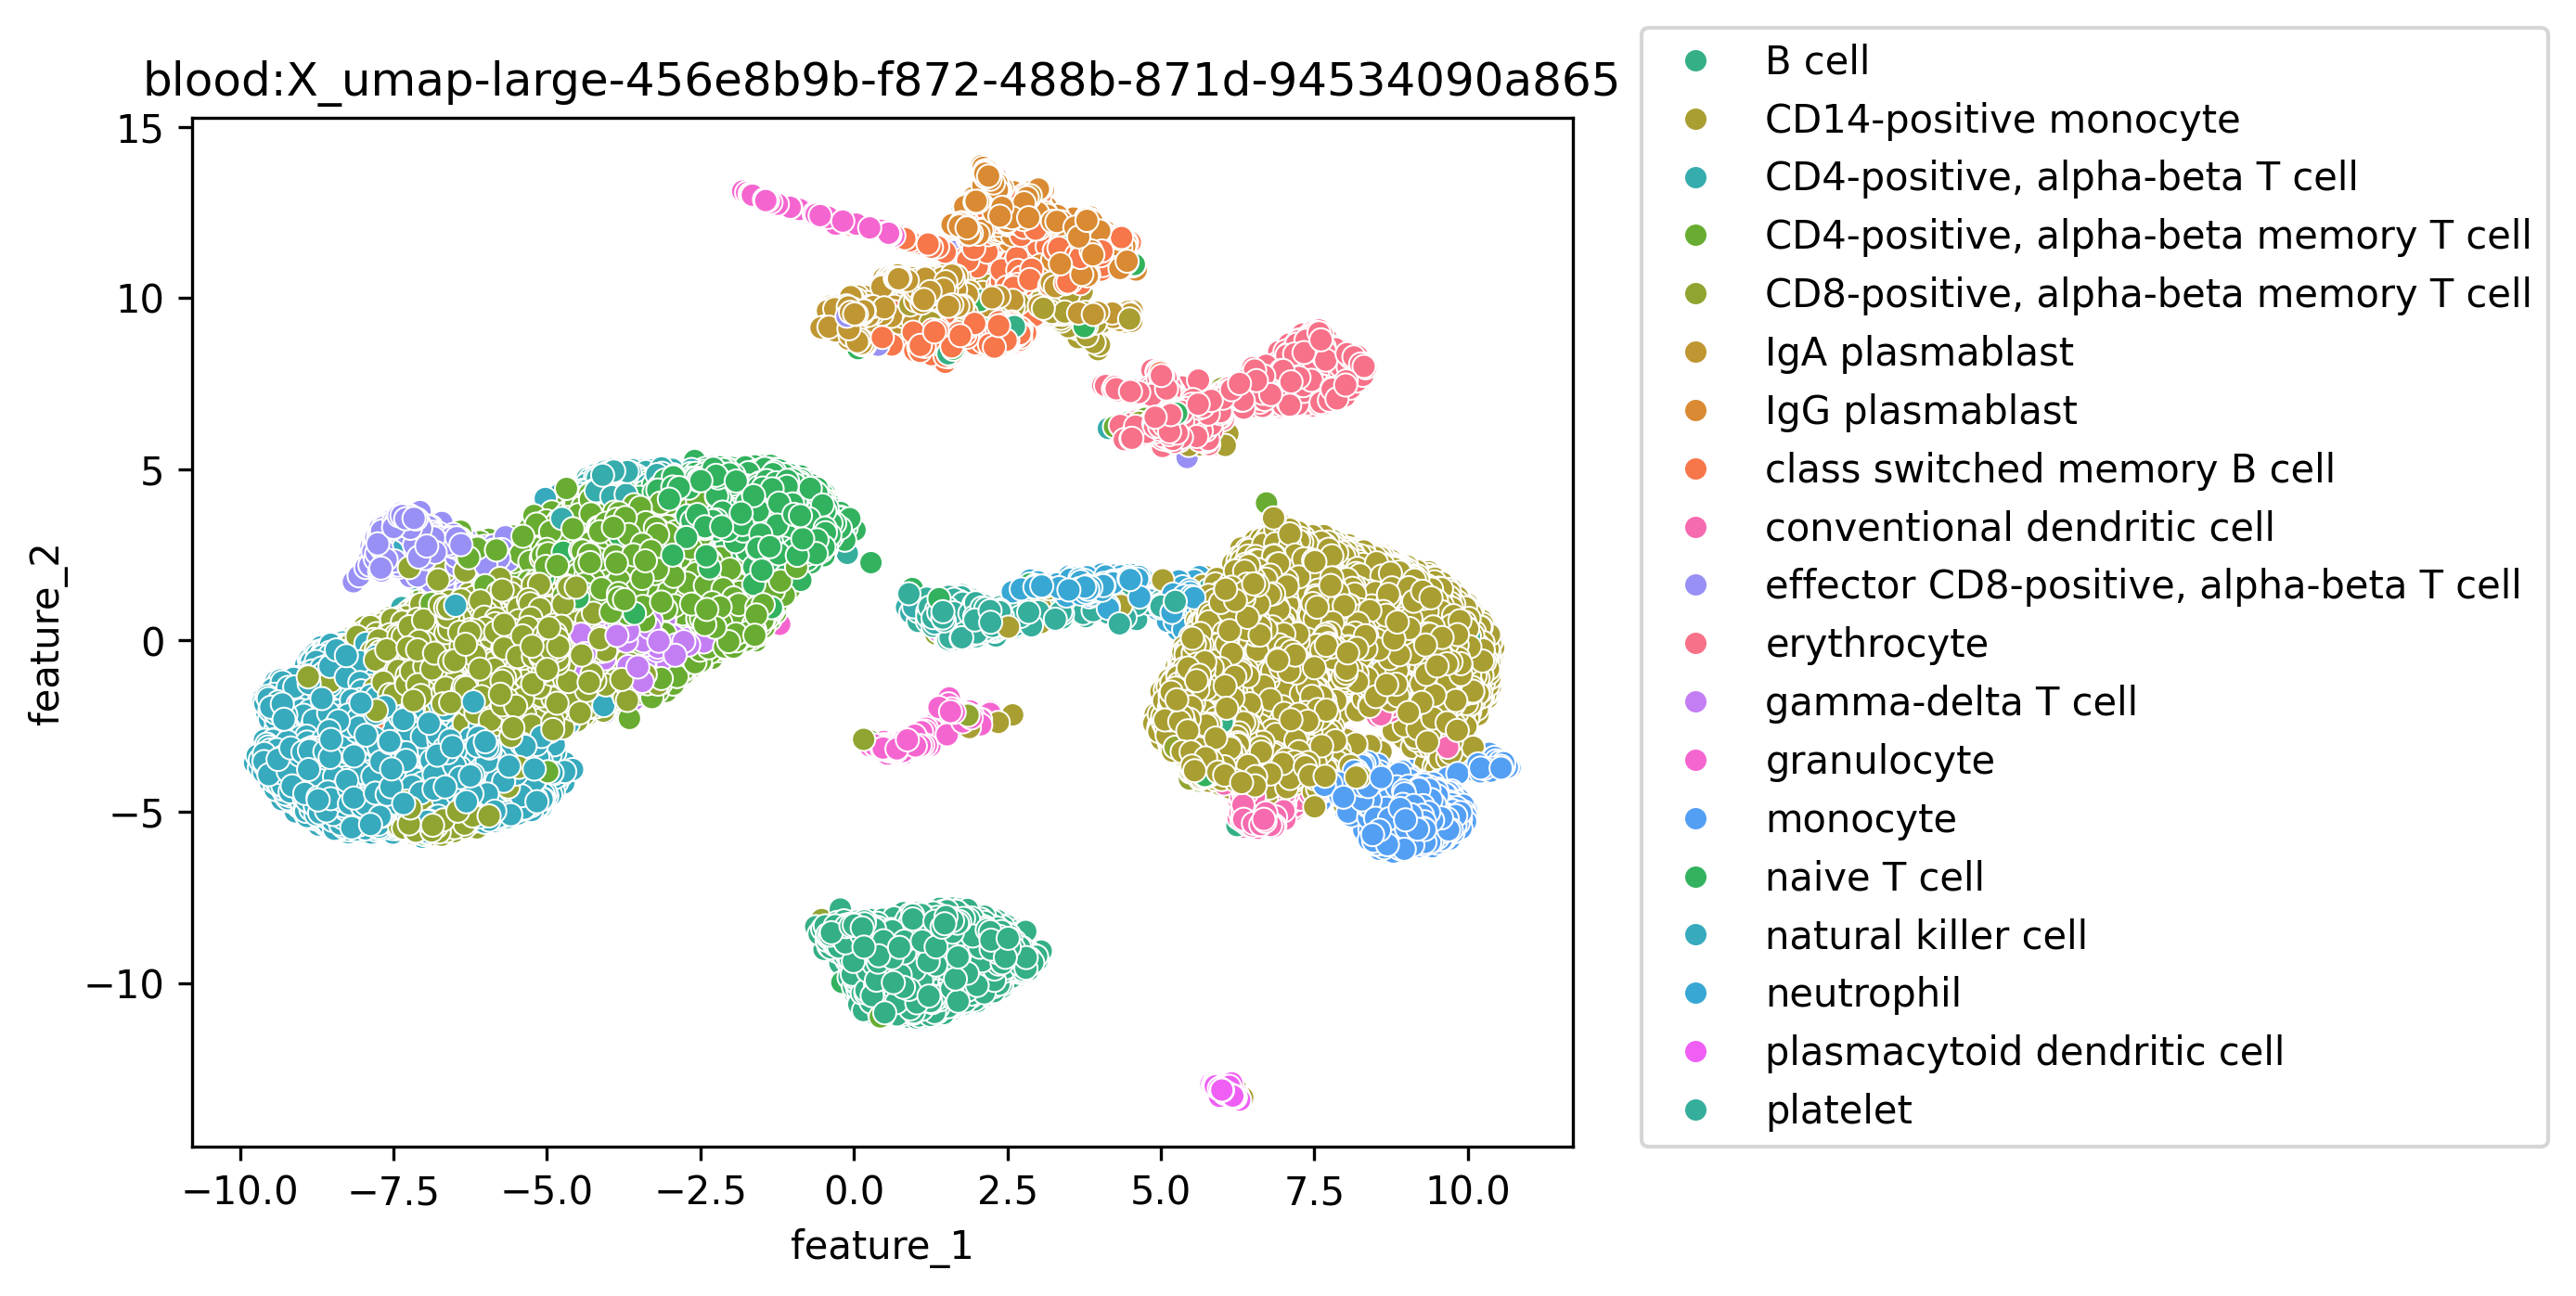 blood:X_umap-large-456e8b9b-f872-488b-871d-94534090a865
15
10
5
0
−5
−10
feature_2
−10.0 −7.5 −5.0 −2.5 0.0 2.5 5.0 7.5 10.0
feature_1
B cell
CD14-positive monocyte
CD4-positive, alpha-beta T cell
CD4-positive, alpha-beta memory T cell
CD8-positive, alpha-beta memory T cell
IgA plasmablast
IgG plasmablast
class switched memory B cell
conventional dendritic cell
effector CD8-positive, alpha-beta T cell
erythrocyte
gamma-delta T cell
granulocyte
monocyte
naive T cell
natural killer cell
neutrophil
plasmacytoid dendritic cell
platelet